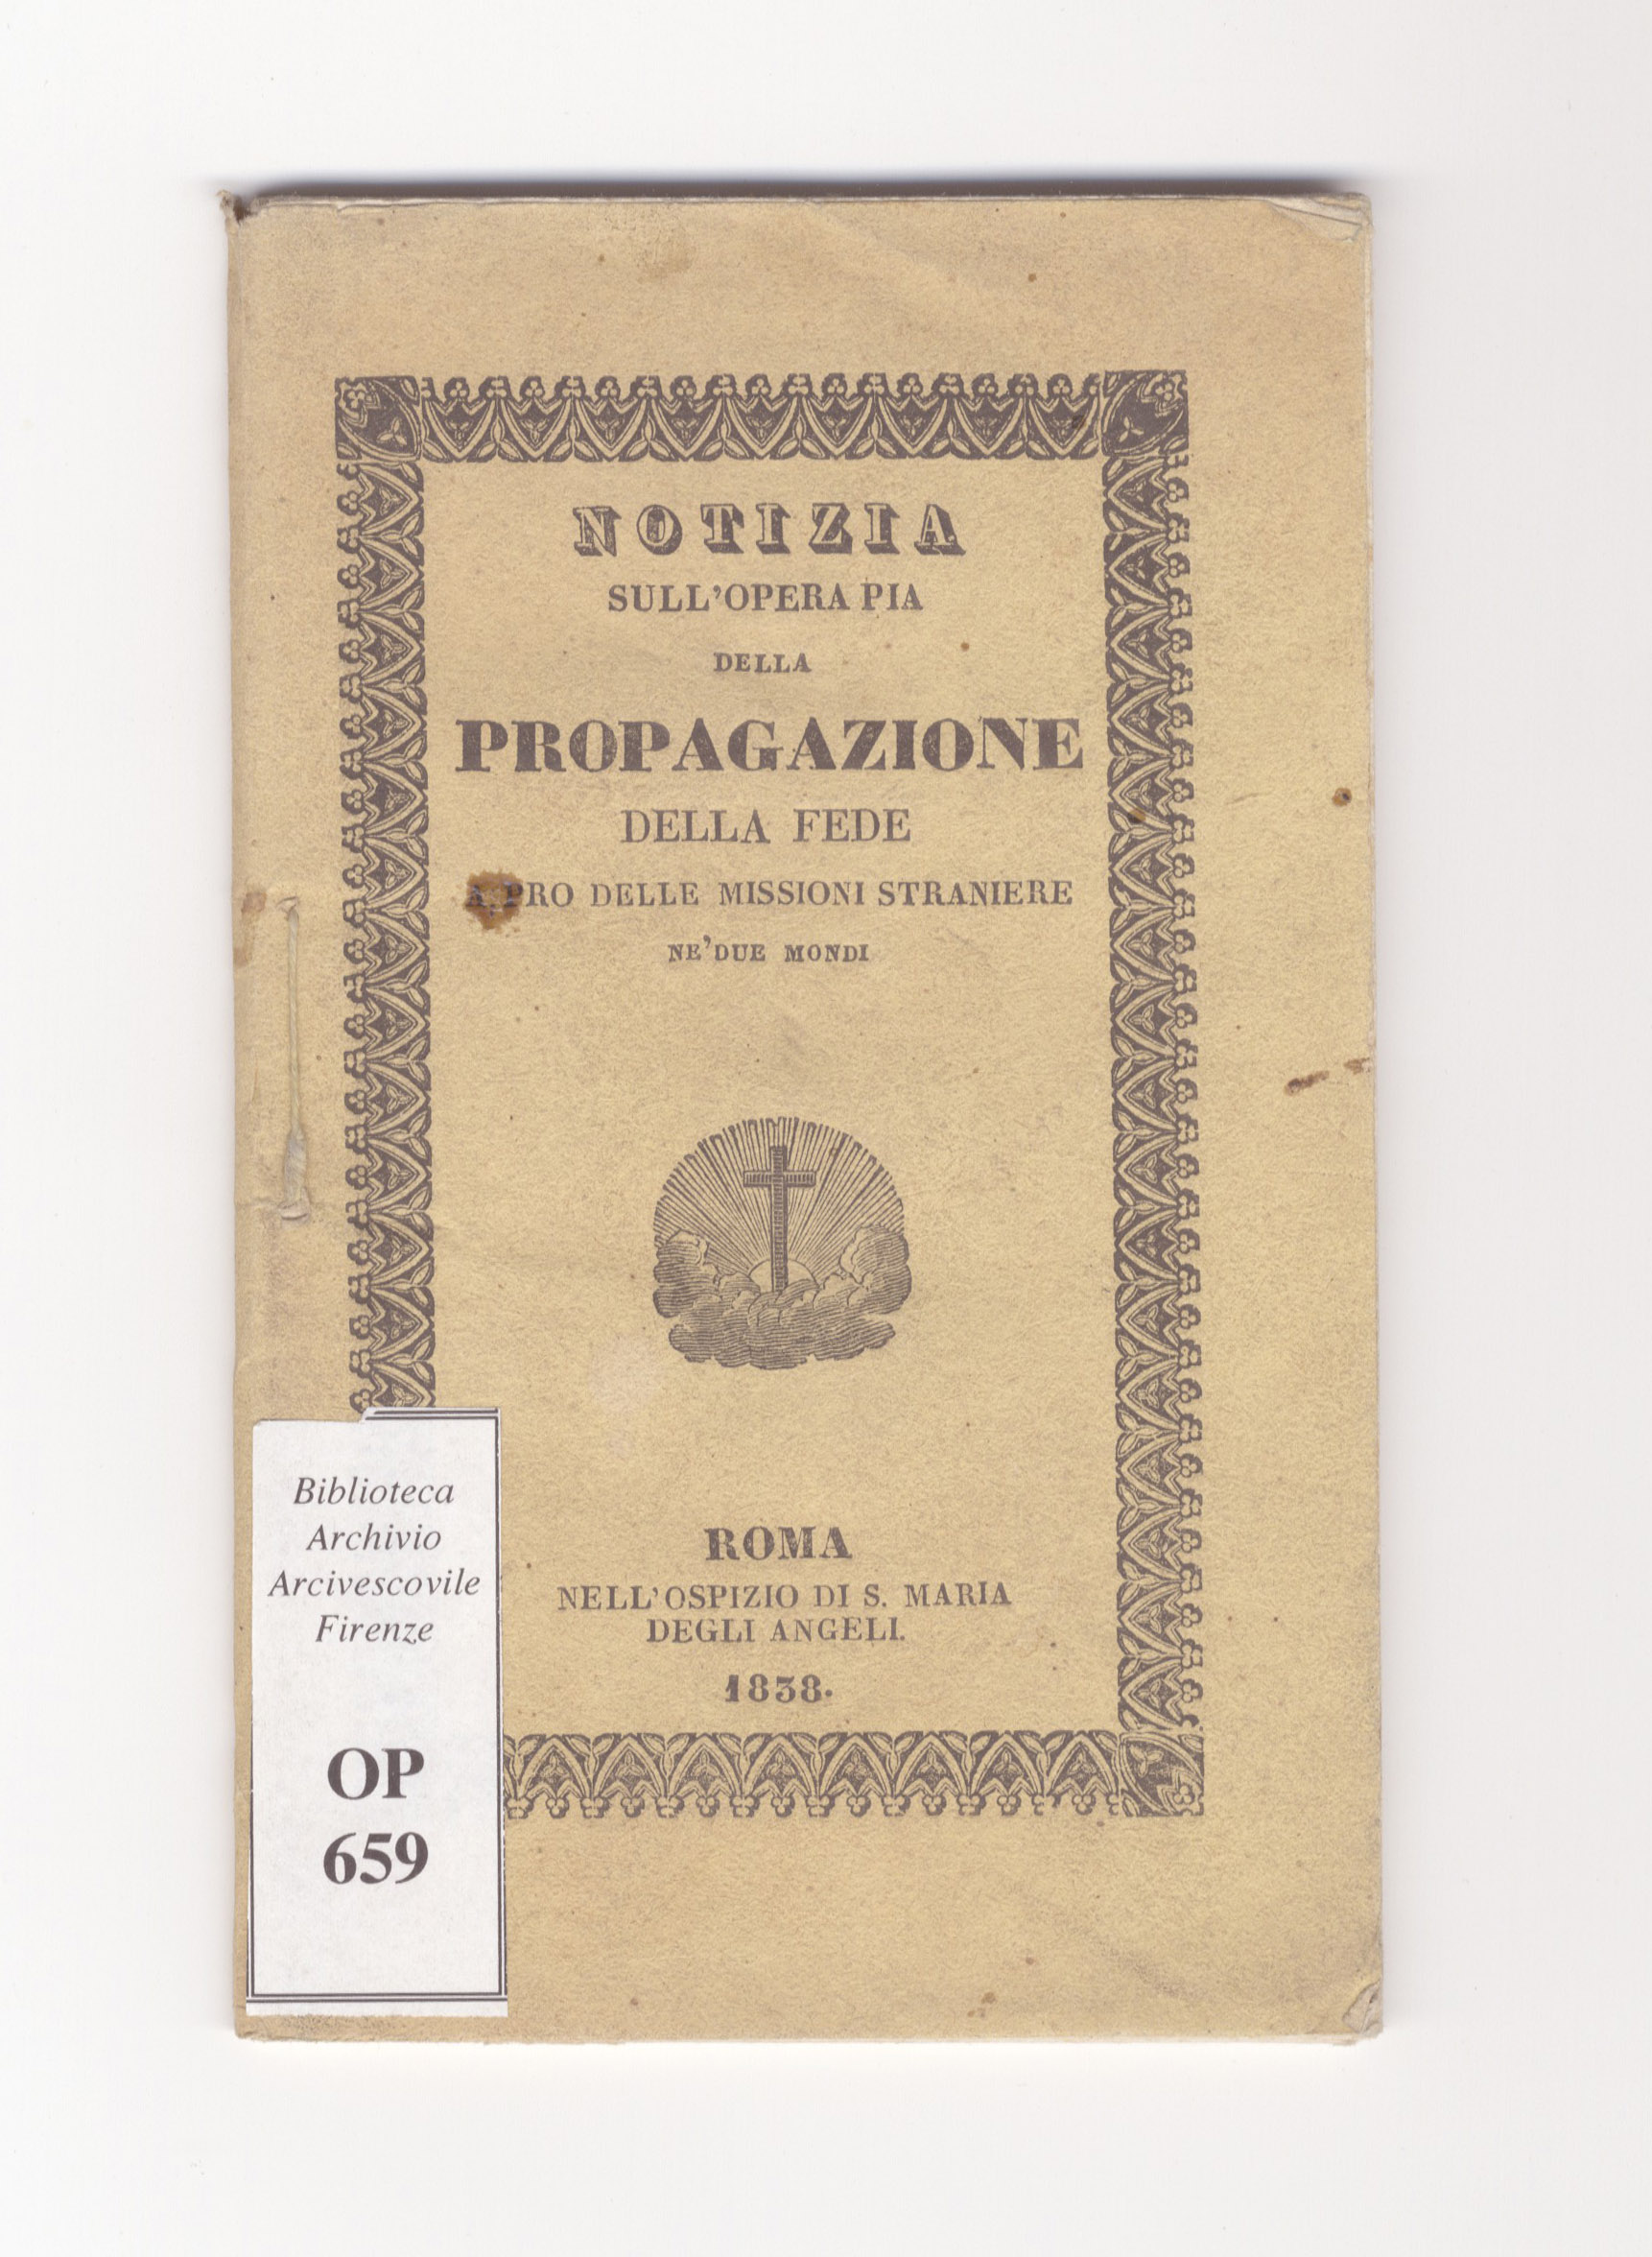 NOTIZIA
SULL'OPERA PIA
DELLA
PROPAGAZIONE
DELLA FEDE
A PRO DELLE MISSIONI STRANIERE
NE'DUE MONDI
ROMA
NELL'OSPIZIO DI S. MARIA
DEGLI ANGELI.
1838.
Biblioteca
Archivio
Arcivescovile
Firenze
OP
659